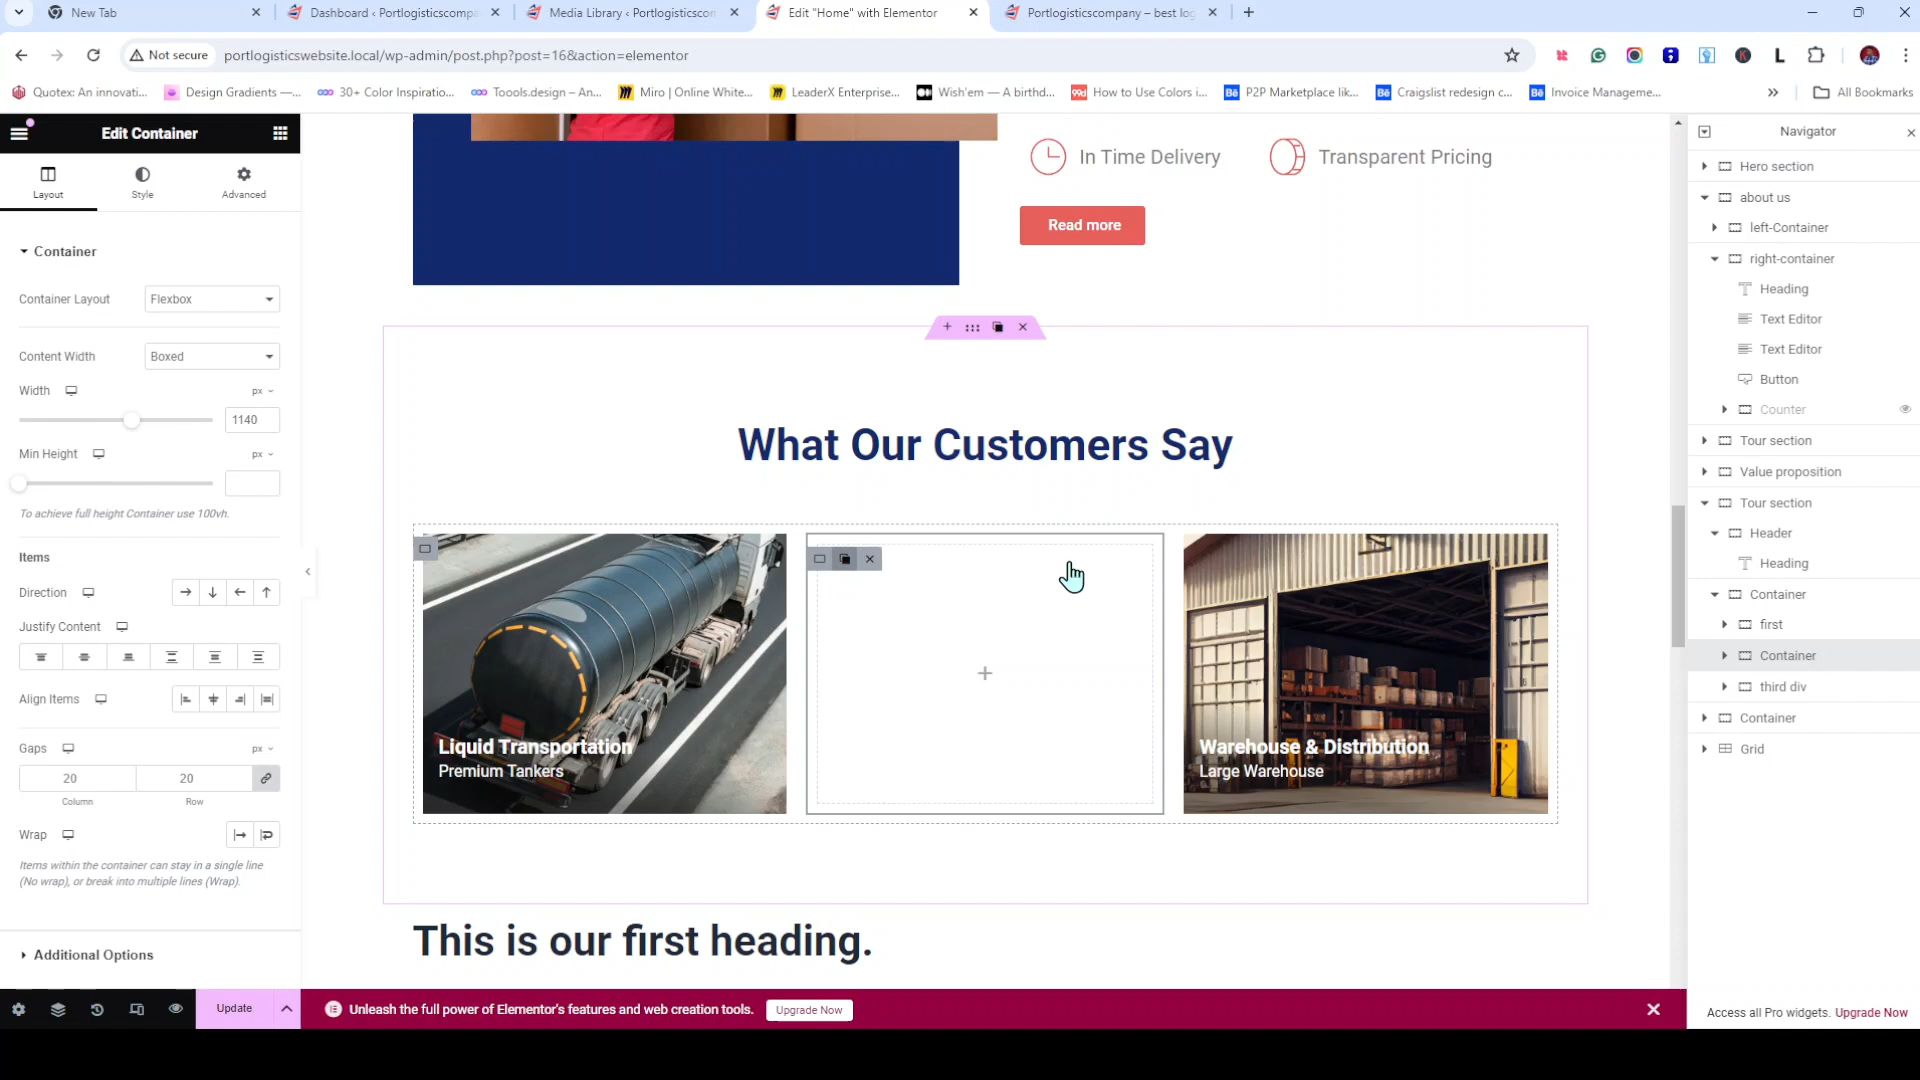 New Tab
Dashboard ‹ Portlogisticscompa
Media Library ‹ Portlogisticscon
Edit "Home" with Elementor
Portlogisticscompany – best log
Not secure
portlogisticswebsite.local/wp-admin/post.php?post=16&action=elementor
Quotex: An innovati...
Design Gradients —...
30+ Color Inspiratio...
Toools.design – An...
Miro | Online White...
LeaderX Enterprise...
Wish'em — A birthd...
How to Use Colors i...
P2P Marketplace lik...
Craigslist redesign c...
Invoice Manageme...
All Bookmarks
Edit Container
Layout
Style
Advanced
Container
Container Layout
Flexbox
Content Width
Boxed
Width
px
1140
Min Height
px
To achieve full height Container use 100vh.
Items
Direction
Justify Content
Align Items
Gaps
px
20
20
Column
Row
Wrap
Items within the container can stay in a single line
(No wrap), or break into multiple lines (Wrap).
Additional Options
Update
In Time Delivery
Transparent Pricing
Read more
What Our Customers Say
Liquid Transportation
Premium Tankers
Warehouse & Distribution
Large Warehouse
This is our first heading.
Unleash the full power of Elementor's features and web creation tools.
Upgrade Now
Navigator
Hero section
about us
left-Container
right-container
Heading
Text Editor
Text Editor
Button
Counter
Tour section
Value proposition
Tour section
Header
Heading
Container
first
Container
third div
Container
Grid
Access all Pro widgets. Upgrade Now